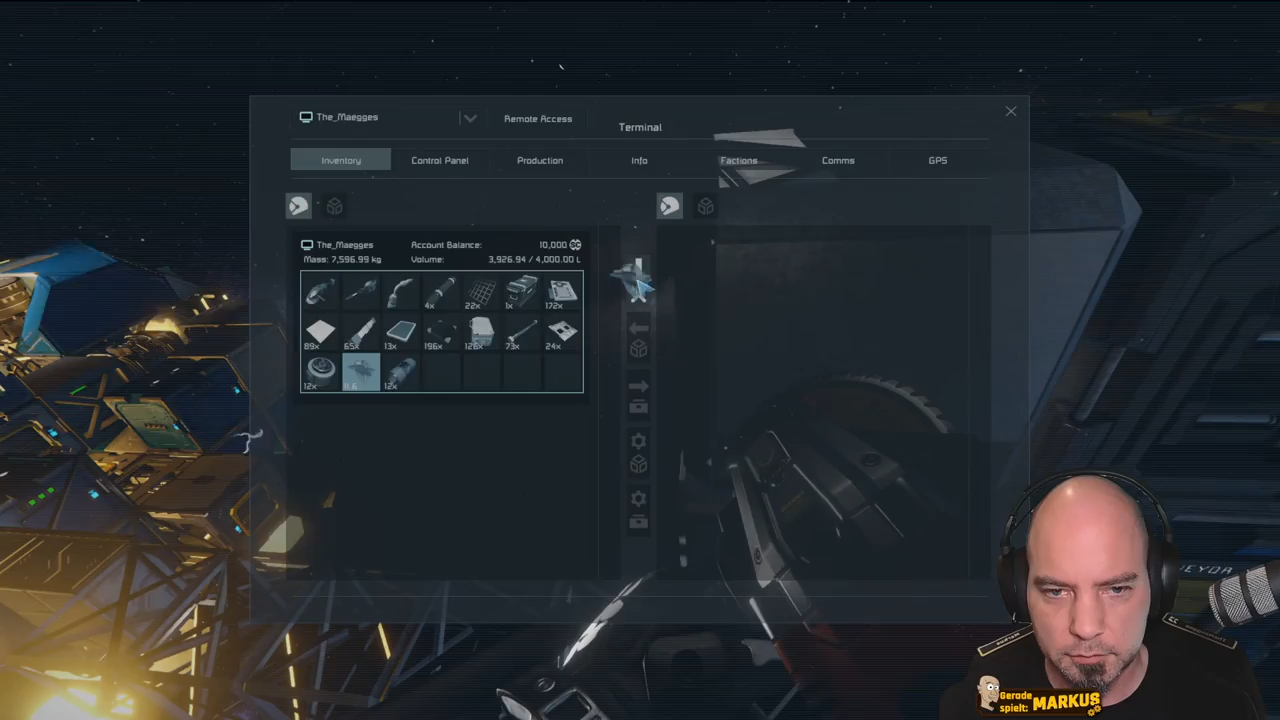 The_Maegges
Remote Access
Terminal
Inventory
Control Panel
Production
Info
Factions
Comms
GPS
The_Maegges
Account Balance:
10,000
Mass: 7,596.99 kg
Volume:
3,926.94 / 4,000.00 L
4x
22x
1x
172x
89x
65x
13x
196x
126x
73x
24x
12x
11.6
12x
Gerade
spielt: MARKUS